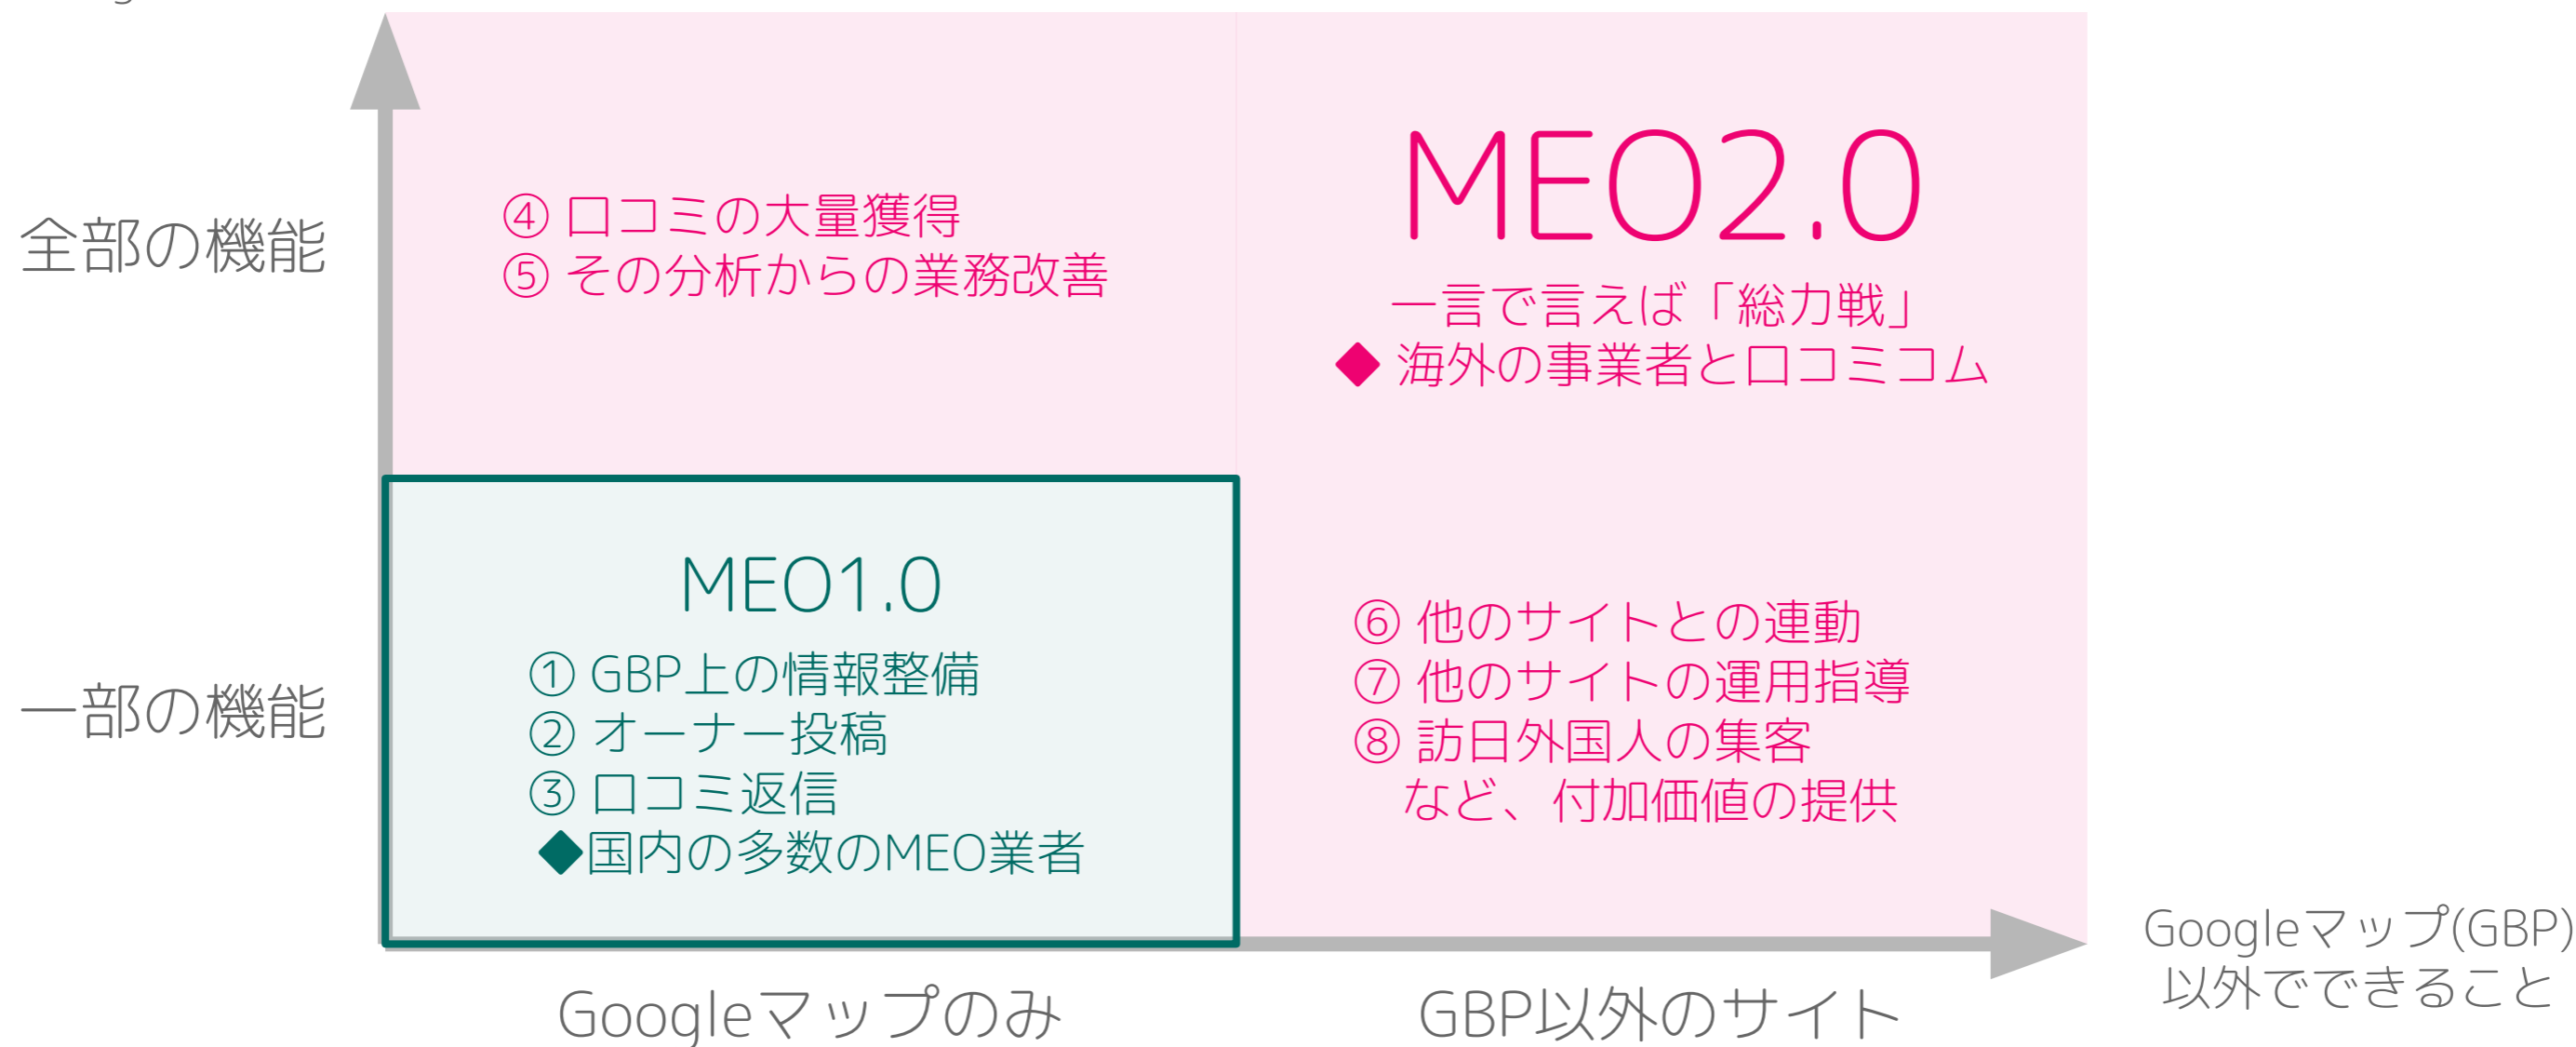 全部の機能
④ 口コミの大量獲得
⑤ その分析からの業務改善
MEO2.0
一言で言えば「総力戦」
◆ 海外の事業者と口コミコム
一部の機能
MEO1.0
① GBP上の情報整備
② オーナー投稿
③ 口コミ返信
◆国内の多数のMEO業者
⑥ 他のサイトとの連動
⑦ 他のサイトの運用指導
⑧ 訪日外国人の集客
など、付加価値の提供
Googleマップのみ
GBP以外のサイト
Googleマップ(GBP)
以外でできること